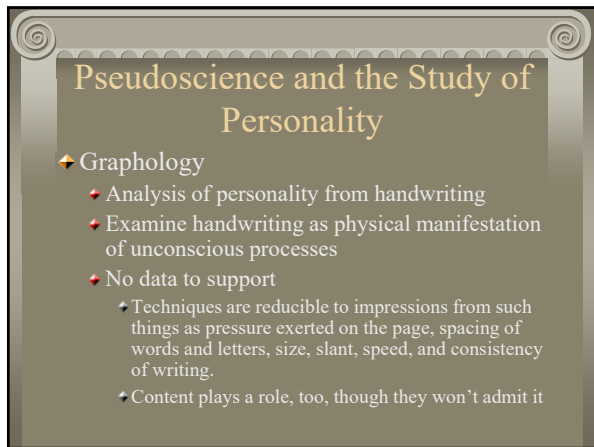 Pseudoscience and the Study of
Personality
Graphology
Analysis of personality from handwriting
Examine handwriting as physical manifestation
of unconscious processes
No data to support
Techniques are reducible to impressions from such
things as pressure exerted on the page, spacing of
words and letters, size, slant, speed, and consistency
of writing.
Content plays a role, too, though they won’t admit it